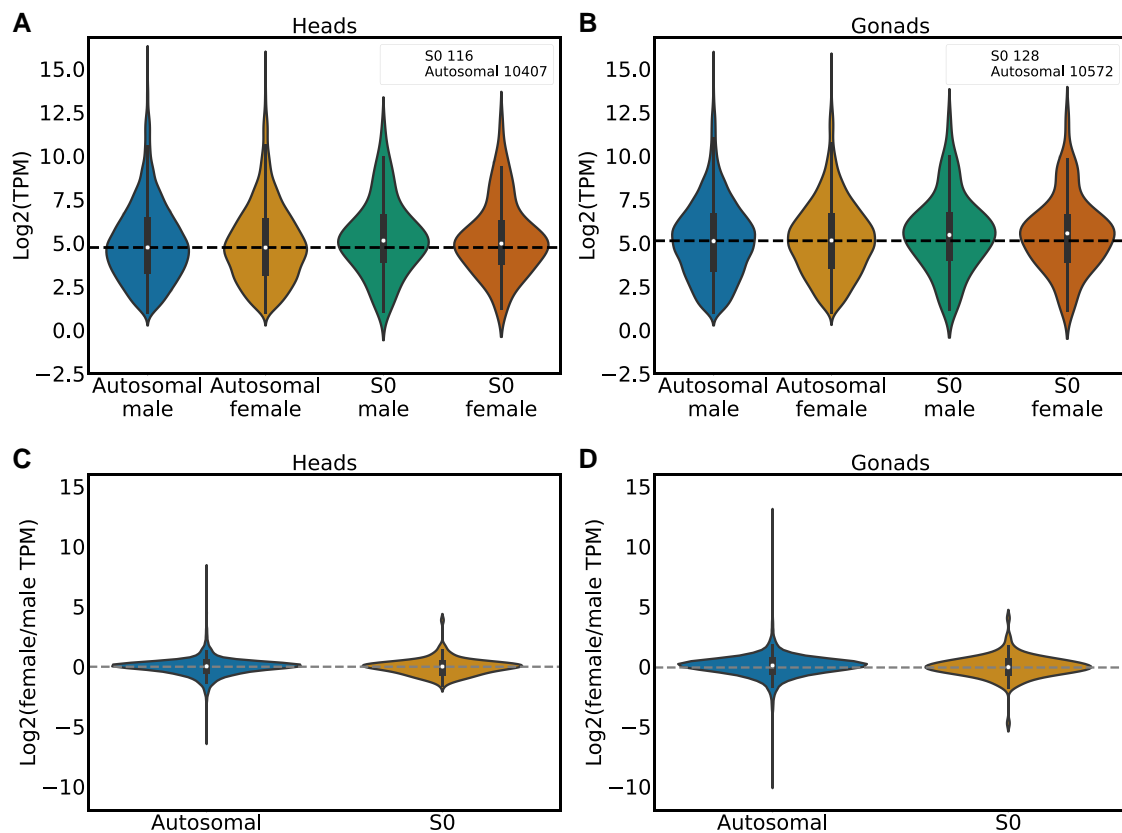 A
Heads
S0 116
Autosomal 10407
15.0
12.5
10.0
7.5
5.0
2.5
0.0
−2.5
Log2(TPM)
Autosomal
male
Autosomal
female
S0
male
S0
female
B
Gonads
S0 128
Autosomal 10572
15.0
12.5
10.0
7.5
5.0
2.5
0.0
−2.5
Log2(TPM)
Autosomal
male
Autosomal
female
S0
male
S0
female
C
Heads
15
10
5
0
−5
−10
Log2(female/male TPM)
Autosomal
S0
D
Gonads
15
10
5
0
−5
−10
Log2(female/male TPM)
Autosomal
S0